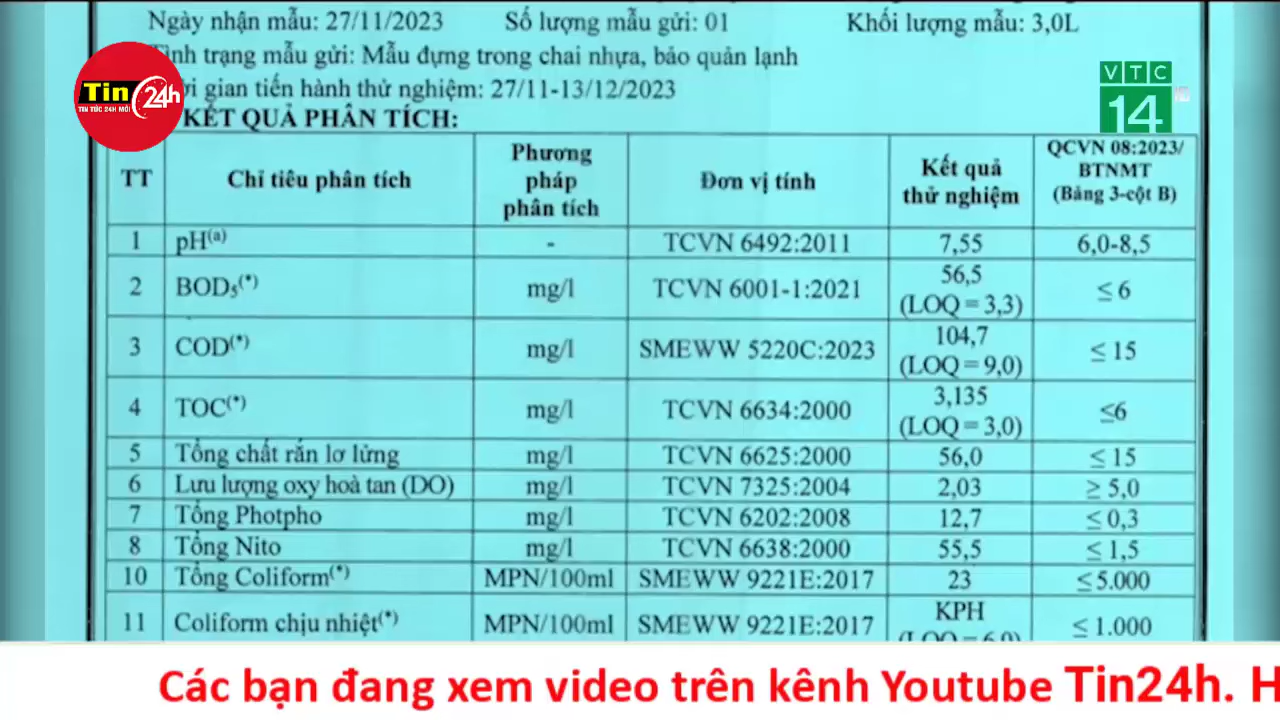 Ngày nhận mẫu: 27/11/2023 Số lượng mẫu gửi: 01 Khối lượng mẫu: 3,0L
Tình trạng mẫu gửi: Mẫu đựng trong chai nhựa, bảo quản lạnh
gian tiến hành thử nghiệm: 27/11-13/12/2023
KẾT QUẢ PHÂN TÍCH:
Tin 24h
TIN TỨC 24H MỚI
VTC
14
HD
TT Chỉ tiêu phân tích Phương pháp phân tích Đơn vị tính Kết quả thử nghiệm QCVN 08:2023/ BTNMT (Bảng 3-cột B)
1 pH(a) - TCVN 6492:2011 7,55 6,0-8,5
2 BOD5(*) mg/l TCVN 6001-1:2021 56,5 (LOQ = 3,3) ≤ 6
3 COD(*) mg/l SMEWW 5220C:2023 104,7 (LOQ = 9,0) ≤ 15
4 TOC(*) mg/l TCVN 6634:2000 3,135 (LOQ = 3,0) ≤6
5 Tổng chất rắn lơ lửng mg/l TCVN 6625:2000 56,0 ≤ 15
6 Lưu lượng oxy hoà tan (DO) mg/l TCVN 7325:2004 2,03 ≥ 5,0
7 Tổng Photpho mg/l TCVN 6202:2008 12,7 ≤ 0,3
8 Tổng Nito mg/l TCVN 6638:2000 55,5 ≤ 1,5
10 Tổng Coliform(*) MPN/100ml SMEWW 9221E:2017 23 ≤ 5.000
11 Coliform chịu nhiệt(*) MPN/100ml SMEWW 9221E:2017 KPH ≤ 1.000
Các bạn đang xem video trên kênh Youtube Tin24h. H